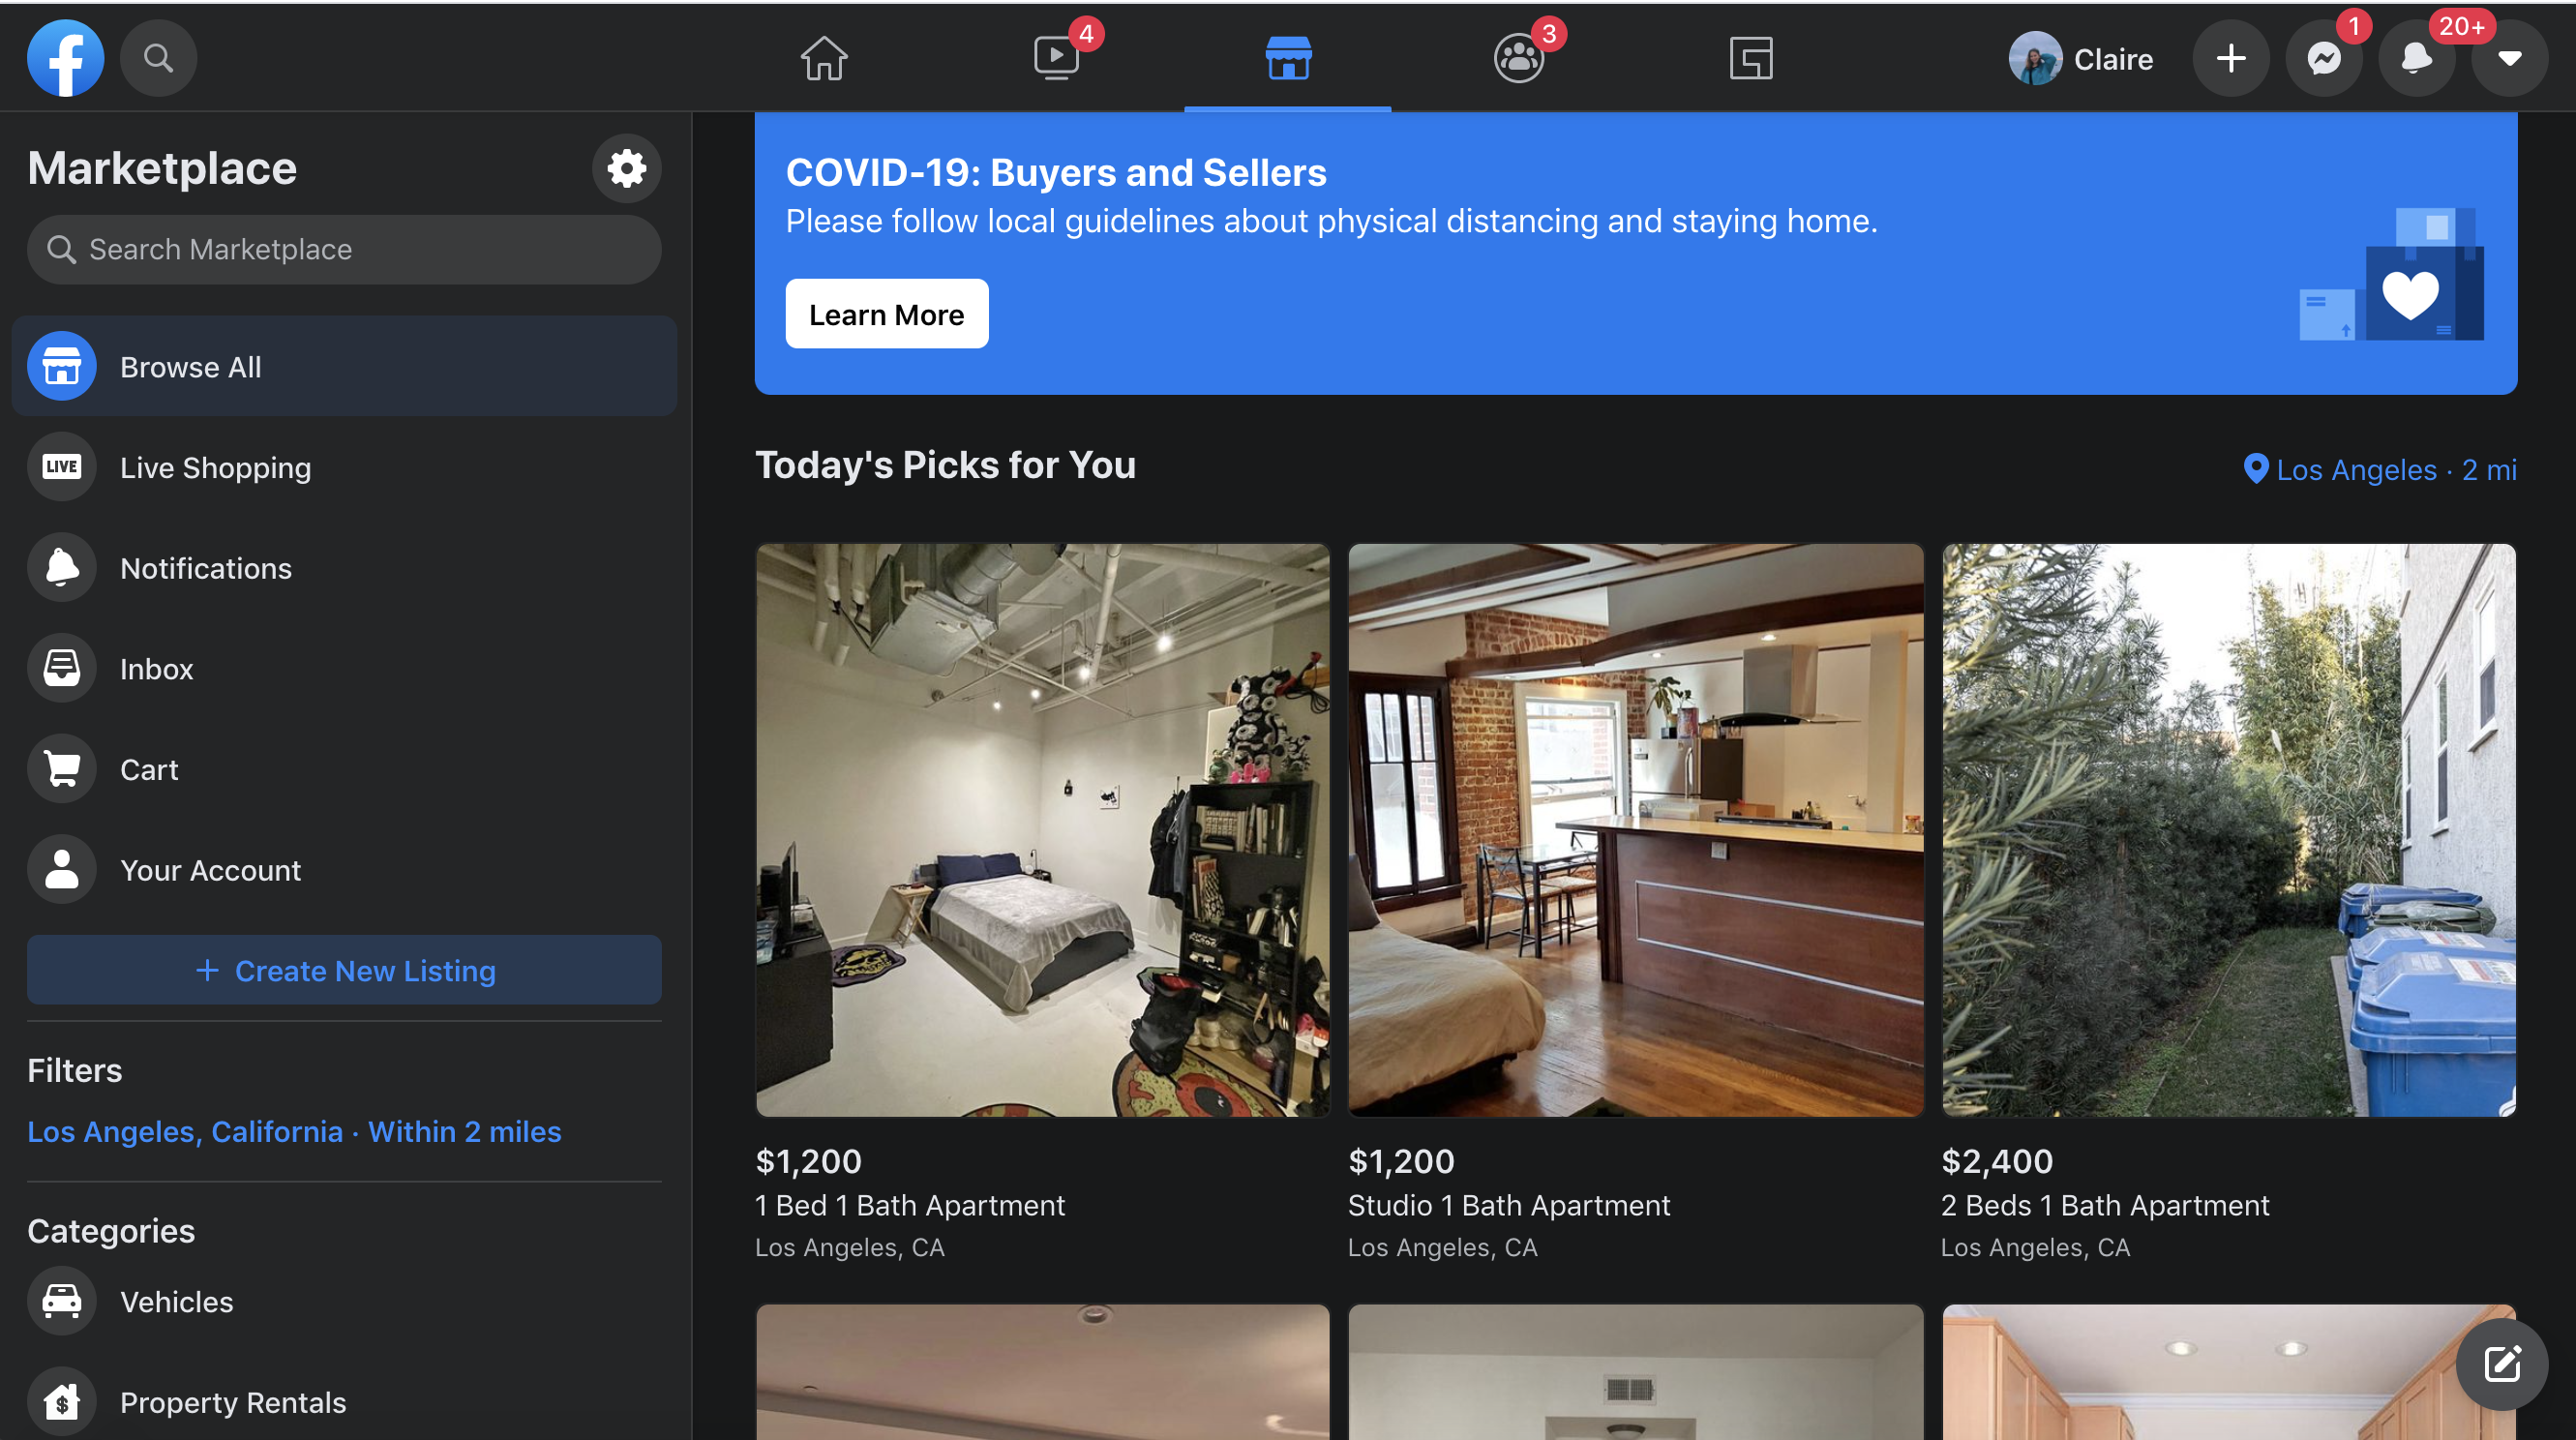 4
3
Claire
1
20+
Marketplace
Search Marketplace
Browse All
LIVE
Live Shopping
Notifications
Inbox
Cart
Your Account
+ Create New Listing
Filters
Los Angeles, California · Within 2 miles
Categories
Vehicles
Property Rentals
COVID-19: Buyers and Sellers
Please follow local guidelines about physical distancing and staying home.
Learn More
Today's Picks for You
Los Angeles · 2 mi
$1,200
1 Bed 1 Bath Apartment
Los Angeles, CA
$1,200
Studio 1 Bath Apartment
Los Angeles, CA
$2,400
2 Beds 1 Bath Apartment
Los Angeles, CA